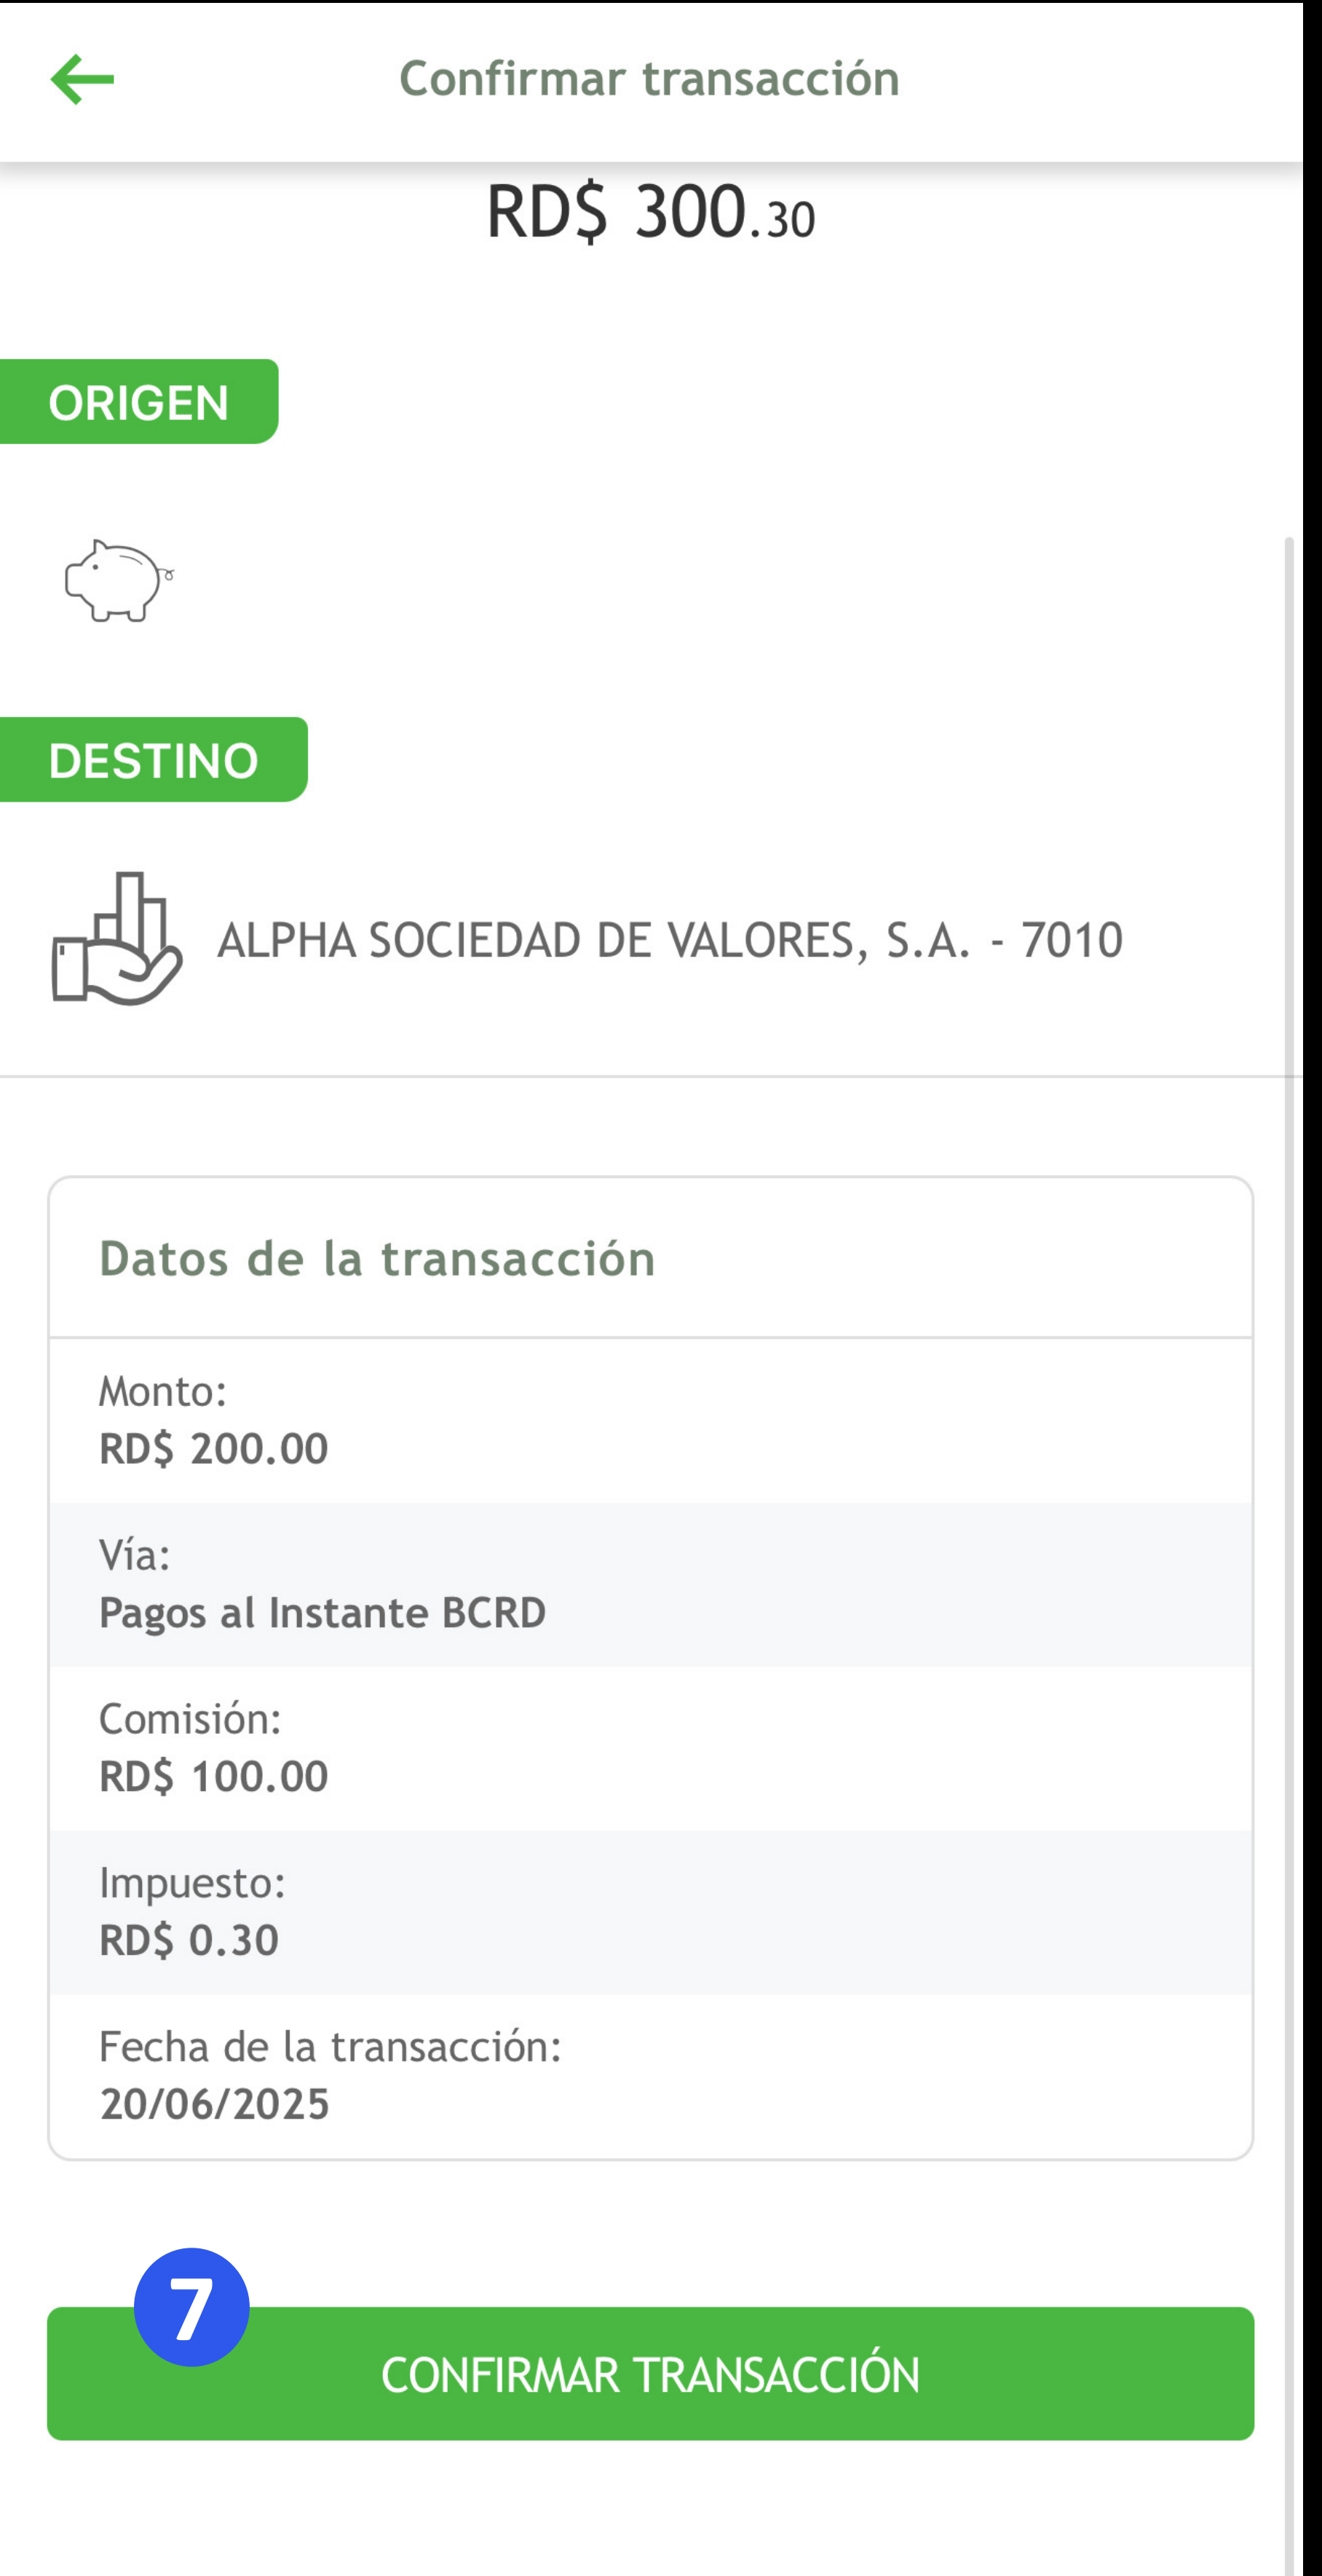 Confirmar transacción
RD$ 300.30
ORIGEN
DESTINO
ALPHA SOCIEDAD DE VALORES, S.A. - 7010
Datos de la transacción
Monto:
RD$ 200.00
Vía:
Pagos al Instante BCRD
Comisión:
RD$ 100.00
Impuesto:
RD$ 0.30
Fecha de la transacción:
20/06/2025
7
CONFIRMAR TRANSACCIÓN